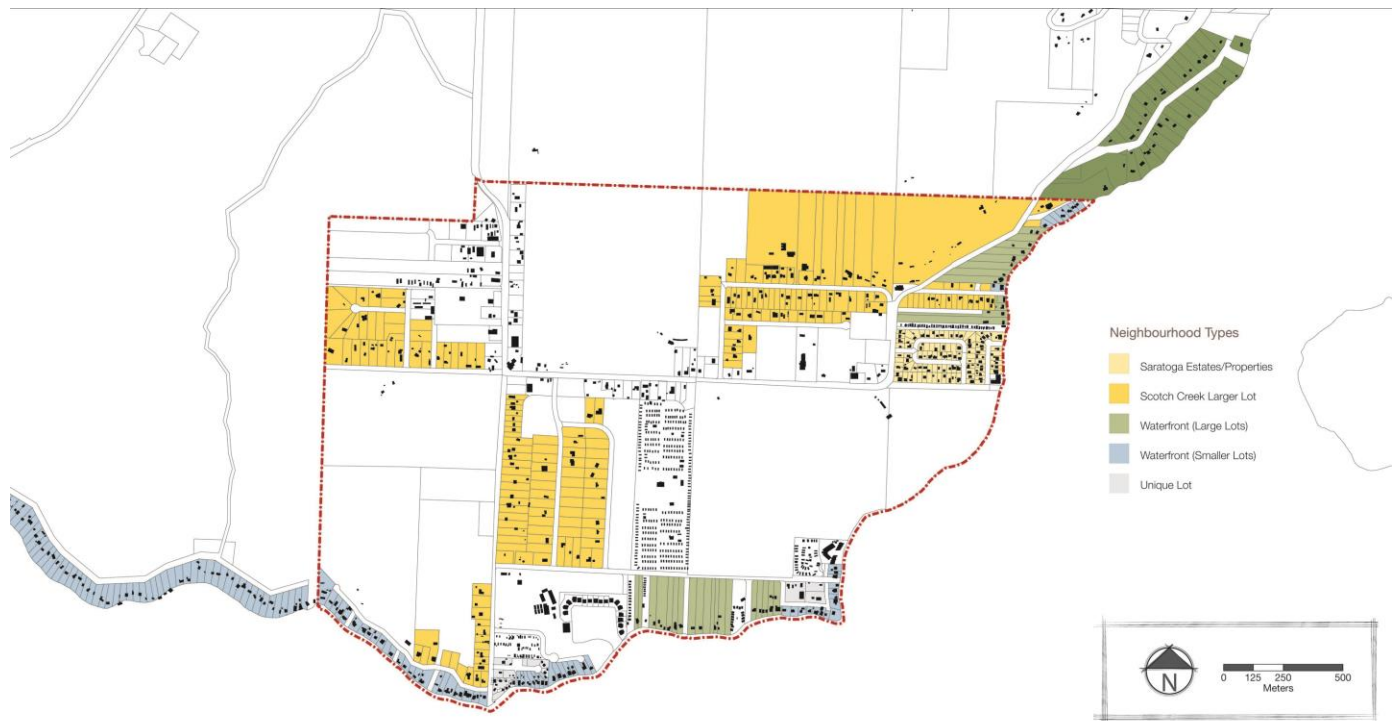 Neighbourhood Types
Saratoga Estates/Properties
Scotch Creek Larger Lot
Waterfront (Large Lots)
Waterfront (Smaller Lots)
Unique Lot
N
0 125 250 500
Meters